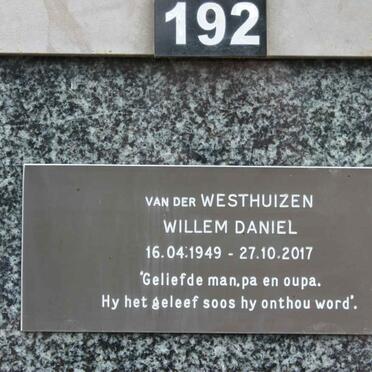 192
VAN DER WESTHUIZEN
WILLEM DANIEL
16.04.1949 - 27.10.2017
"Geliefde man,pa en oupa.
Hy het geleef soos hy onthou word".